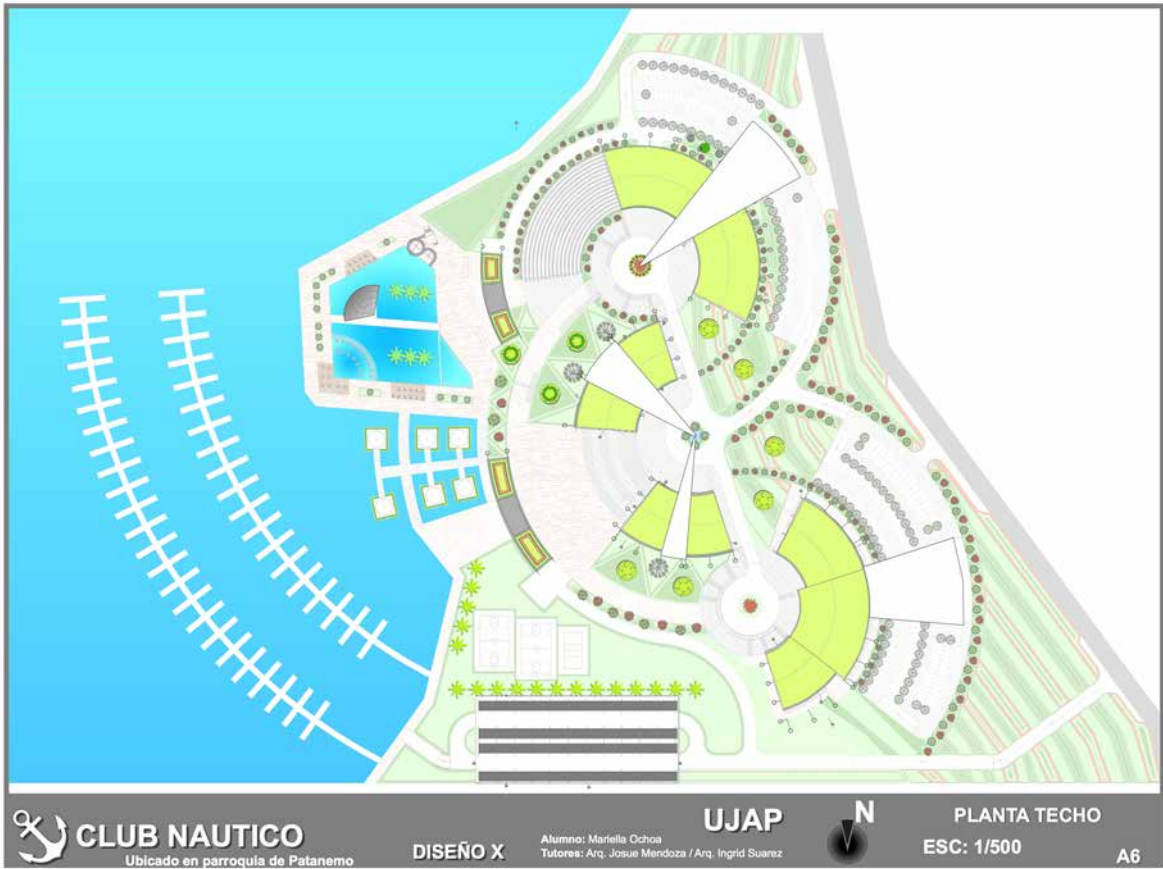 CLUB NAUTICO
Ubicado en parroquia de Patanemo
DISEÑO X
UJAP
Alumno: Mariella Ochoa
Tutores: Arq. Josue Mendoza / Arq. Ingrid Suarez
N
PLANTA TECHO
ESC: 1/500
A6